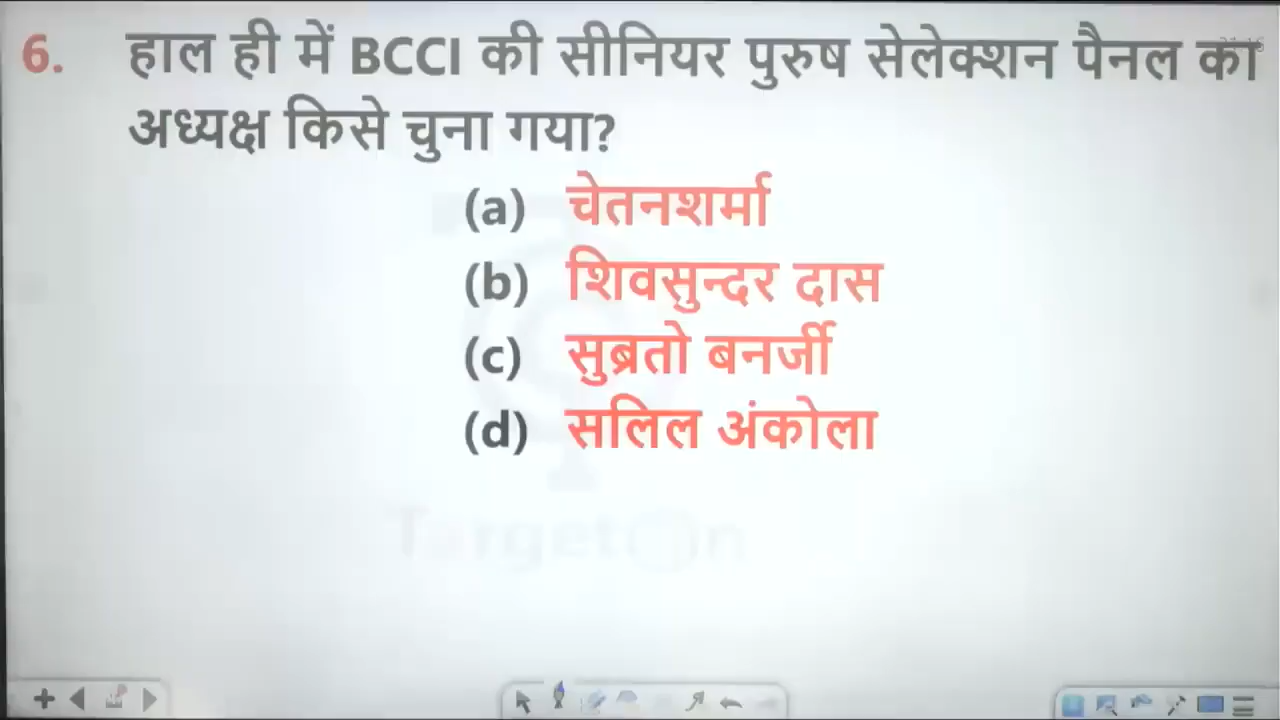 6. हाल ही में BCCI की सीनियर पुरुष सेलेक्शन पैनल का
अध्यक्ष किसे चुना गया?
(a) चेतनशर्मा
(b) शिवसुन्दर दास
(c) सुब्रतो बनर्जी
(d) सलिल अंकोला